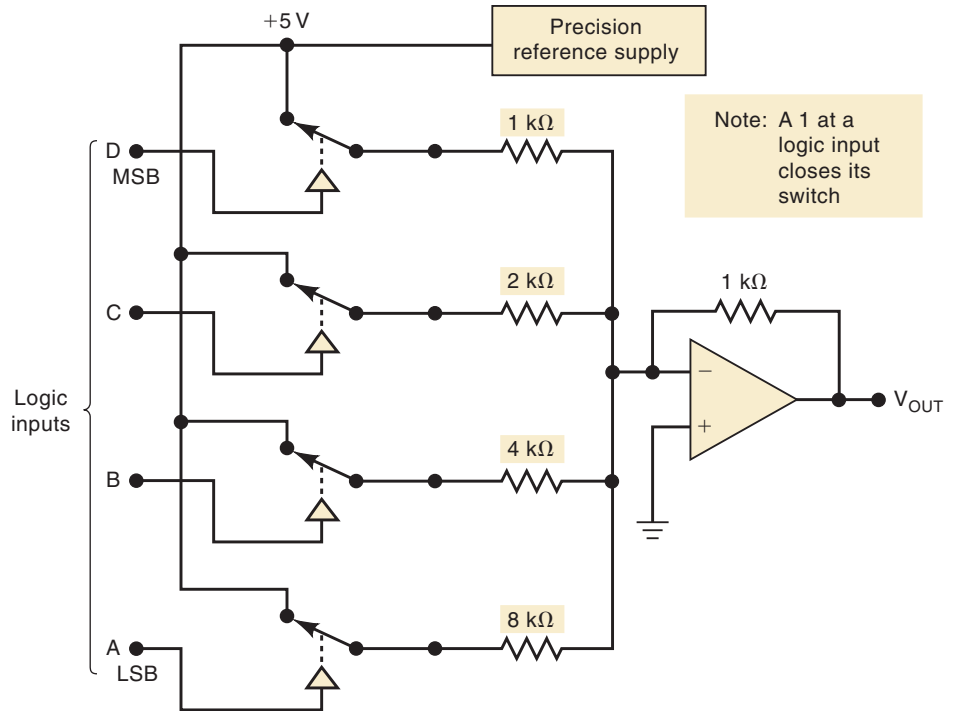 +5 V
Precision
reference supply
Note: A 1 at a
logic input
closes its
switch
D
MSB
1 kΩ
C
2 kΩ
1 kΩ
Logic
inputs
−
+
V_OUT
B
4 kΩ
A
LSB
8 kΩ